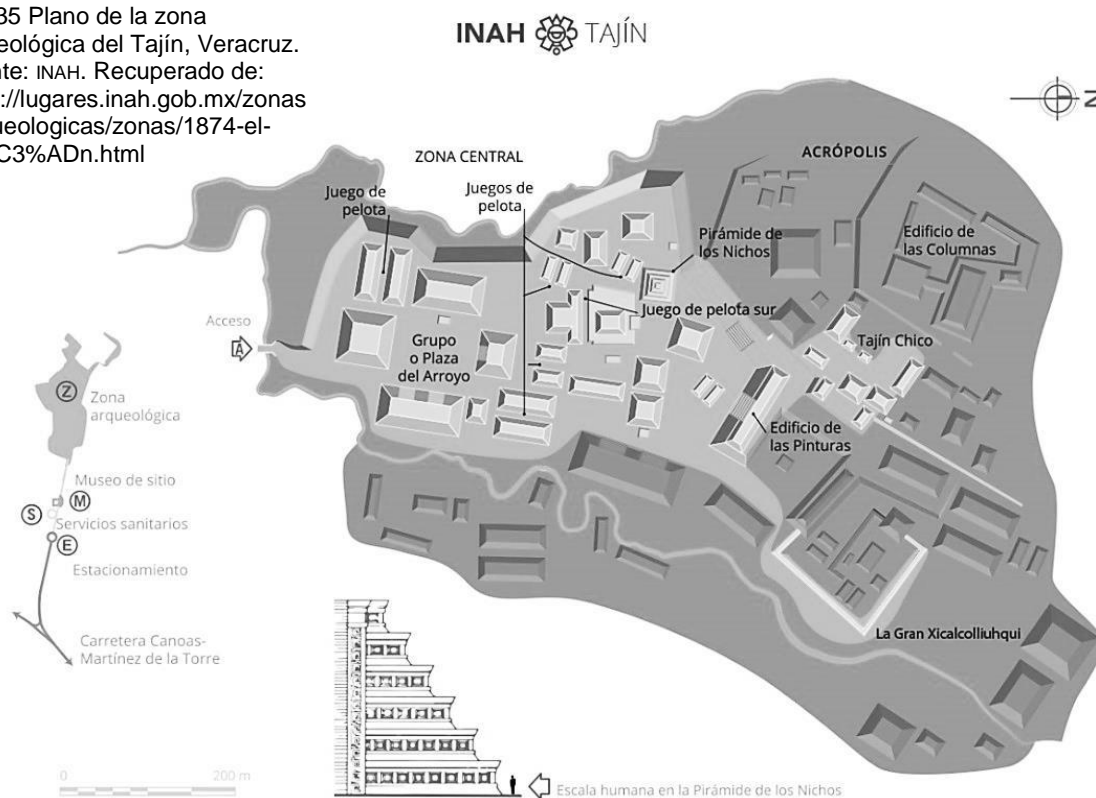 35 Plano de la zona
eológica del Tajín, Veracruz.
nte: INAH. Recuperado de:
://lugares.inah.gob.mx/zonas
ueologicas/zonas/1874-el-
C3%ADn.html
INAH TAJÍN
N
ZONA CENTRAL
ACRÓPOLIS
Juego de
pelota
Juegos de
pelota
Pirámide de
los Nichos
Edificio de
las Columnas
Juego de pelota sur
Acceso
A
Grupo
o Plaza
del Arroyo
Tajín Chico
Edificio de
las Pinturas
Z
Zona
arqueológica
Museo de sitio
M
S
Servicios sanitarios
E
Estacionamiento
La Gran Xicalcolliuhqui
Carretera Canoas-
Martínez de la Torre
0 200 m
Escala humana en la Pirámide de los Nichos